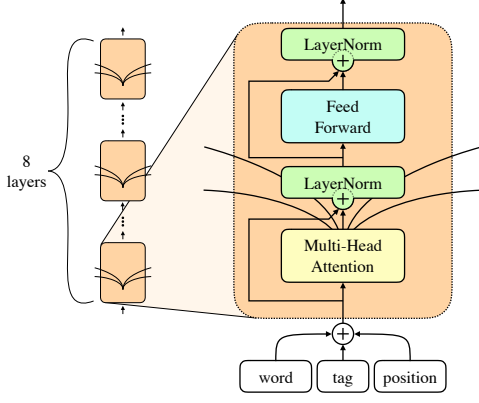 8
layers
LayerNorm
Feed
Forward
LayerNorm
Multi-Head
Attention
word
tag
position